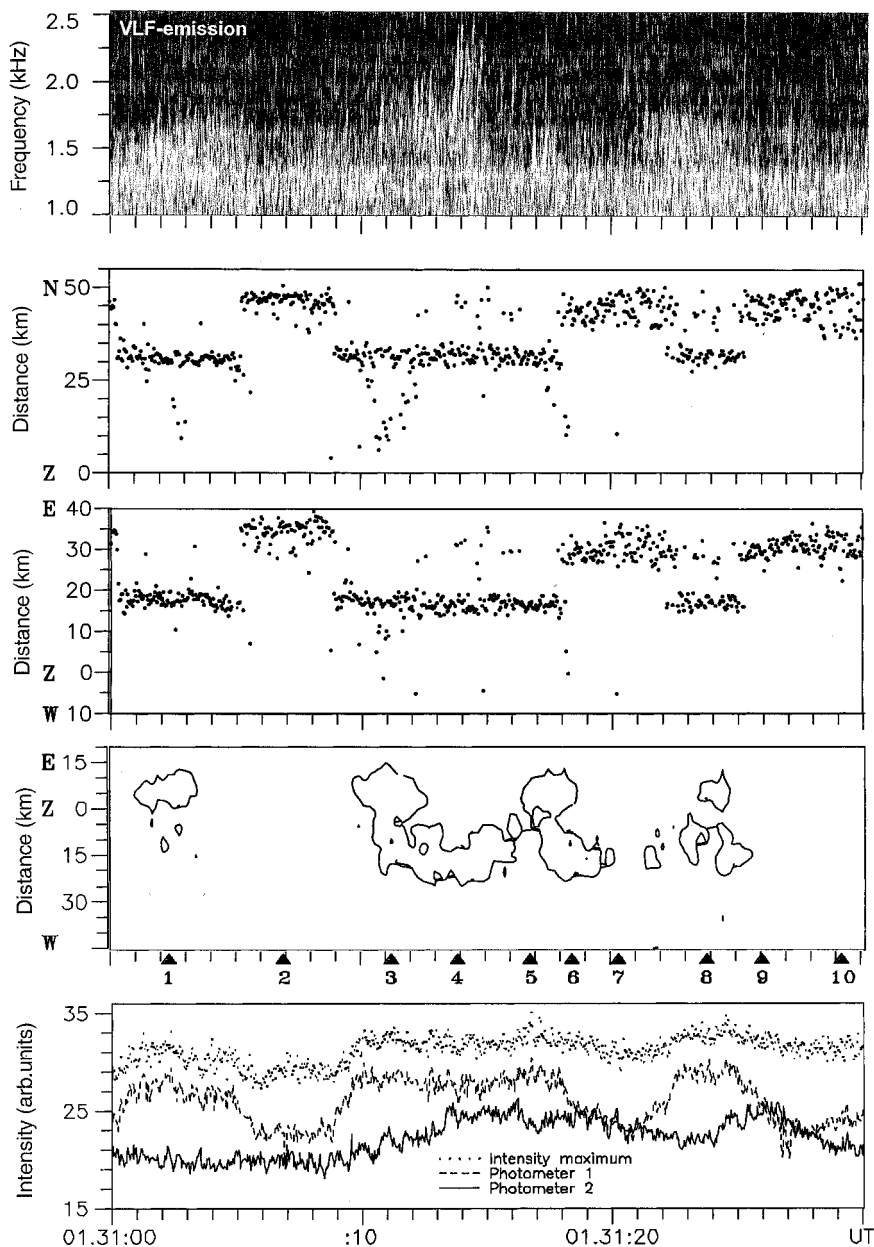 VLF-emission
Frequency (kHz)
2.5
2.0
1.5
1.0
Distance (km)
N 50
25
Z 0
Distance (km)
E 40
30
20
10
Z 0
W 10
Distance (km)
E 15
Z 0
15
30
W
1 2 3 4 5 6 7 8 9 10
Intensity (arb.units)
35
25
15
Intensity maximum
Photometer 1
Photometer 2
01.31:00 :10 01.31:20 UT